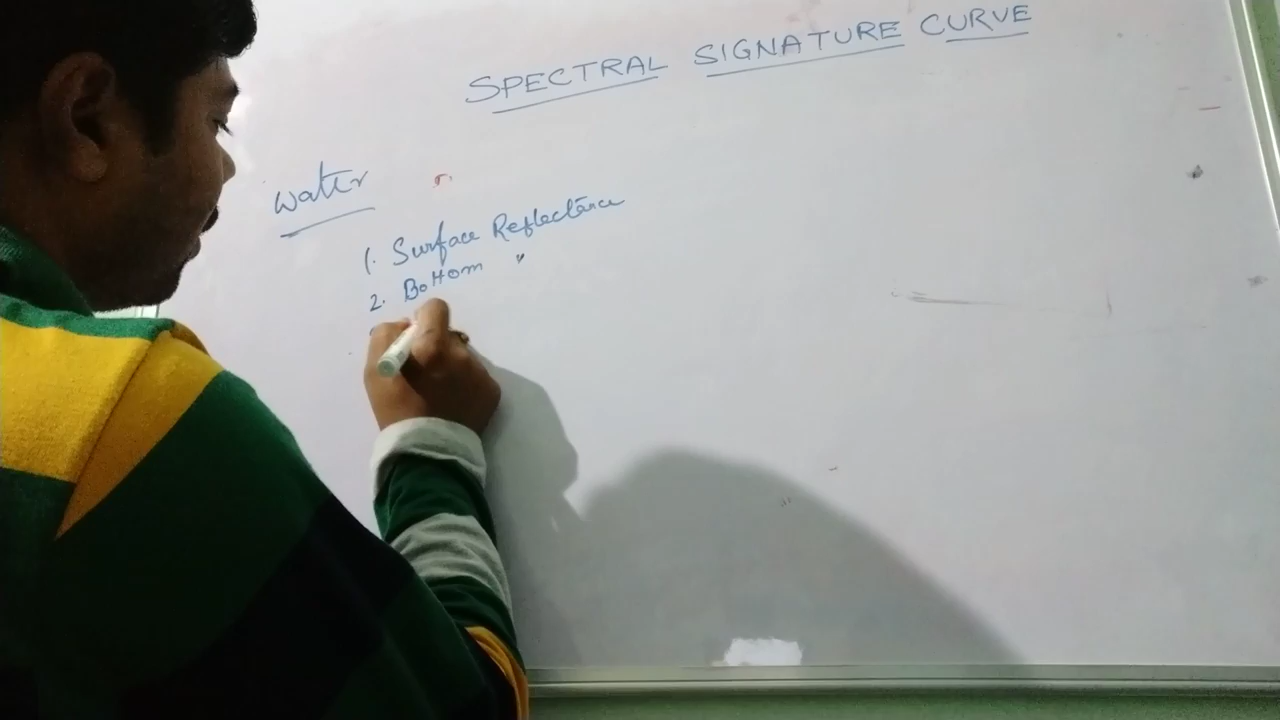 SPECTRAL SIGNATURE CURVE
Water
1. Surface Reflectance
2. Bottom "